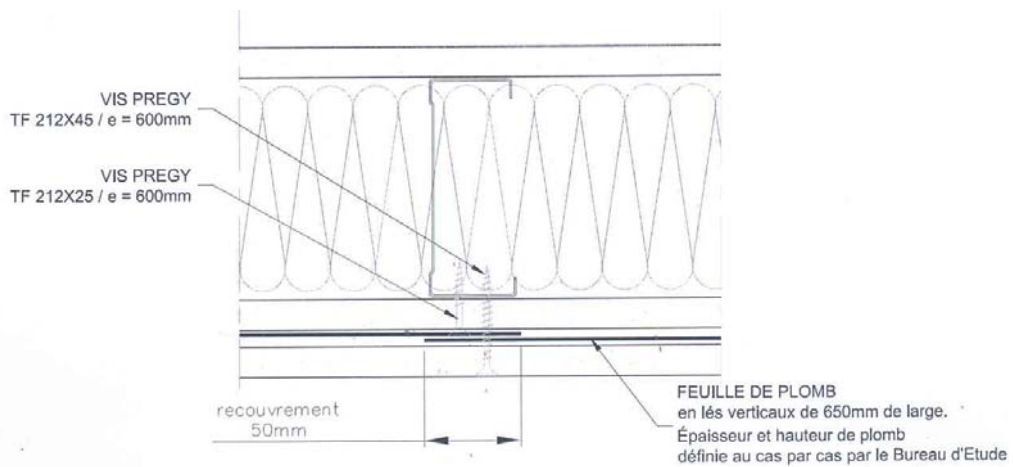 VIS PREGY
TF 212X45 / e = 600mm
VIS PREGY
TF 212X25 / e = 600mm
recouvrement
50mm
FEUILLE DE PLOMB
en lés verticaux de 650mm de large.
Épaisseur et hauteur de plomb
définie au cas par cas par le Bureau d'Etude